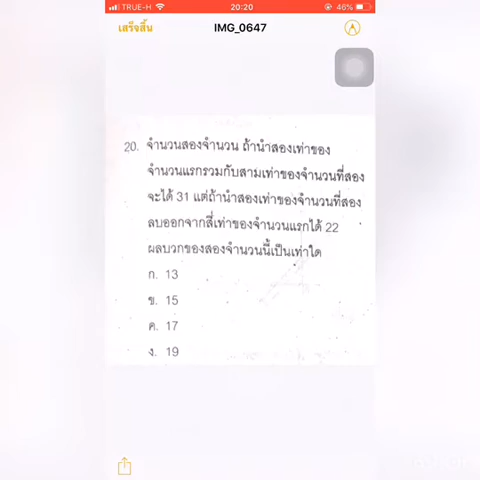 TRUE-H 20:20 46%
เสร็จสิ้น IMG_0647
20. จำนวนสองจำนวน ถ้านำสองเท่าของ
จำนวนแรกรวมกับสามเท่าของจำนวนที่สอง
จะได้ 31 แต่ถ้านำสองเท่าของจำนวนที่สอง
ลบออกจากสี่เท่าของจำนวนแรกได้ 22
ผลบวกของสองจำนวนนี้เป็นเท่าใด
ก. 13
ข. 15
ค. 17
ง. 19